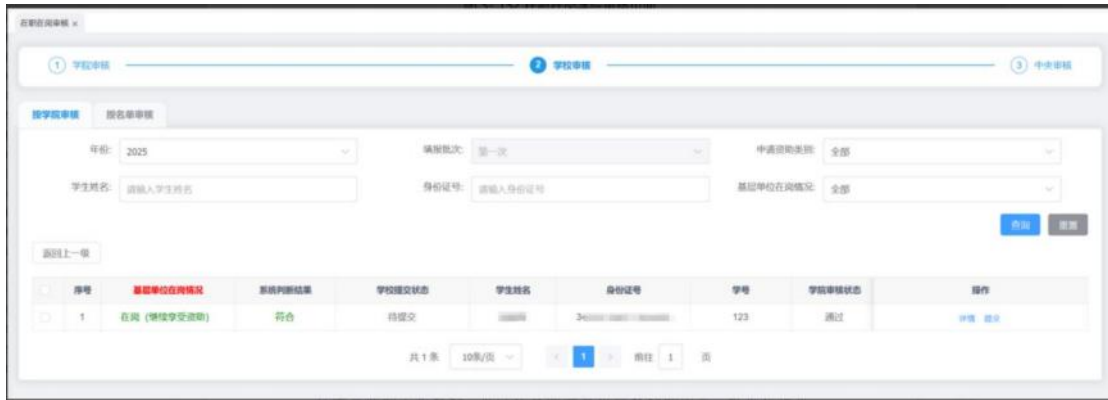 在职在岗审核 ×
1 学院审核 2 学校审核 3 中央审核
按学院审核 按名单审核
年份: 2025 填报批次: 第一次 申请资助类别: 全部
学生姓名: 请输入学生姓名 身份证号: 请输入身份证号 基层单位在岗情况: 全部
查询 重置
返回上一级
序号 基层单位在岗情况 系统判断结果 学校提交状态 学生姓名 身份证号 学号 学院审核状态 操作
1 在岗 (继续享受资助) 符合 待提交 123 通过 详情 提交
共 1 条 10条/页 < 1 > 前往 1 页